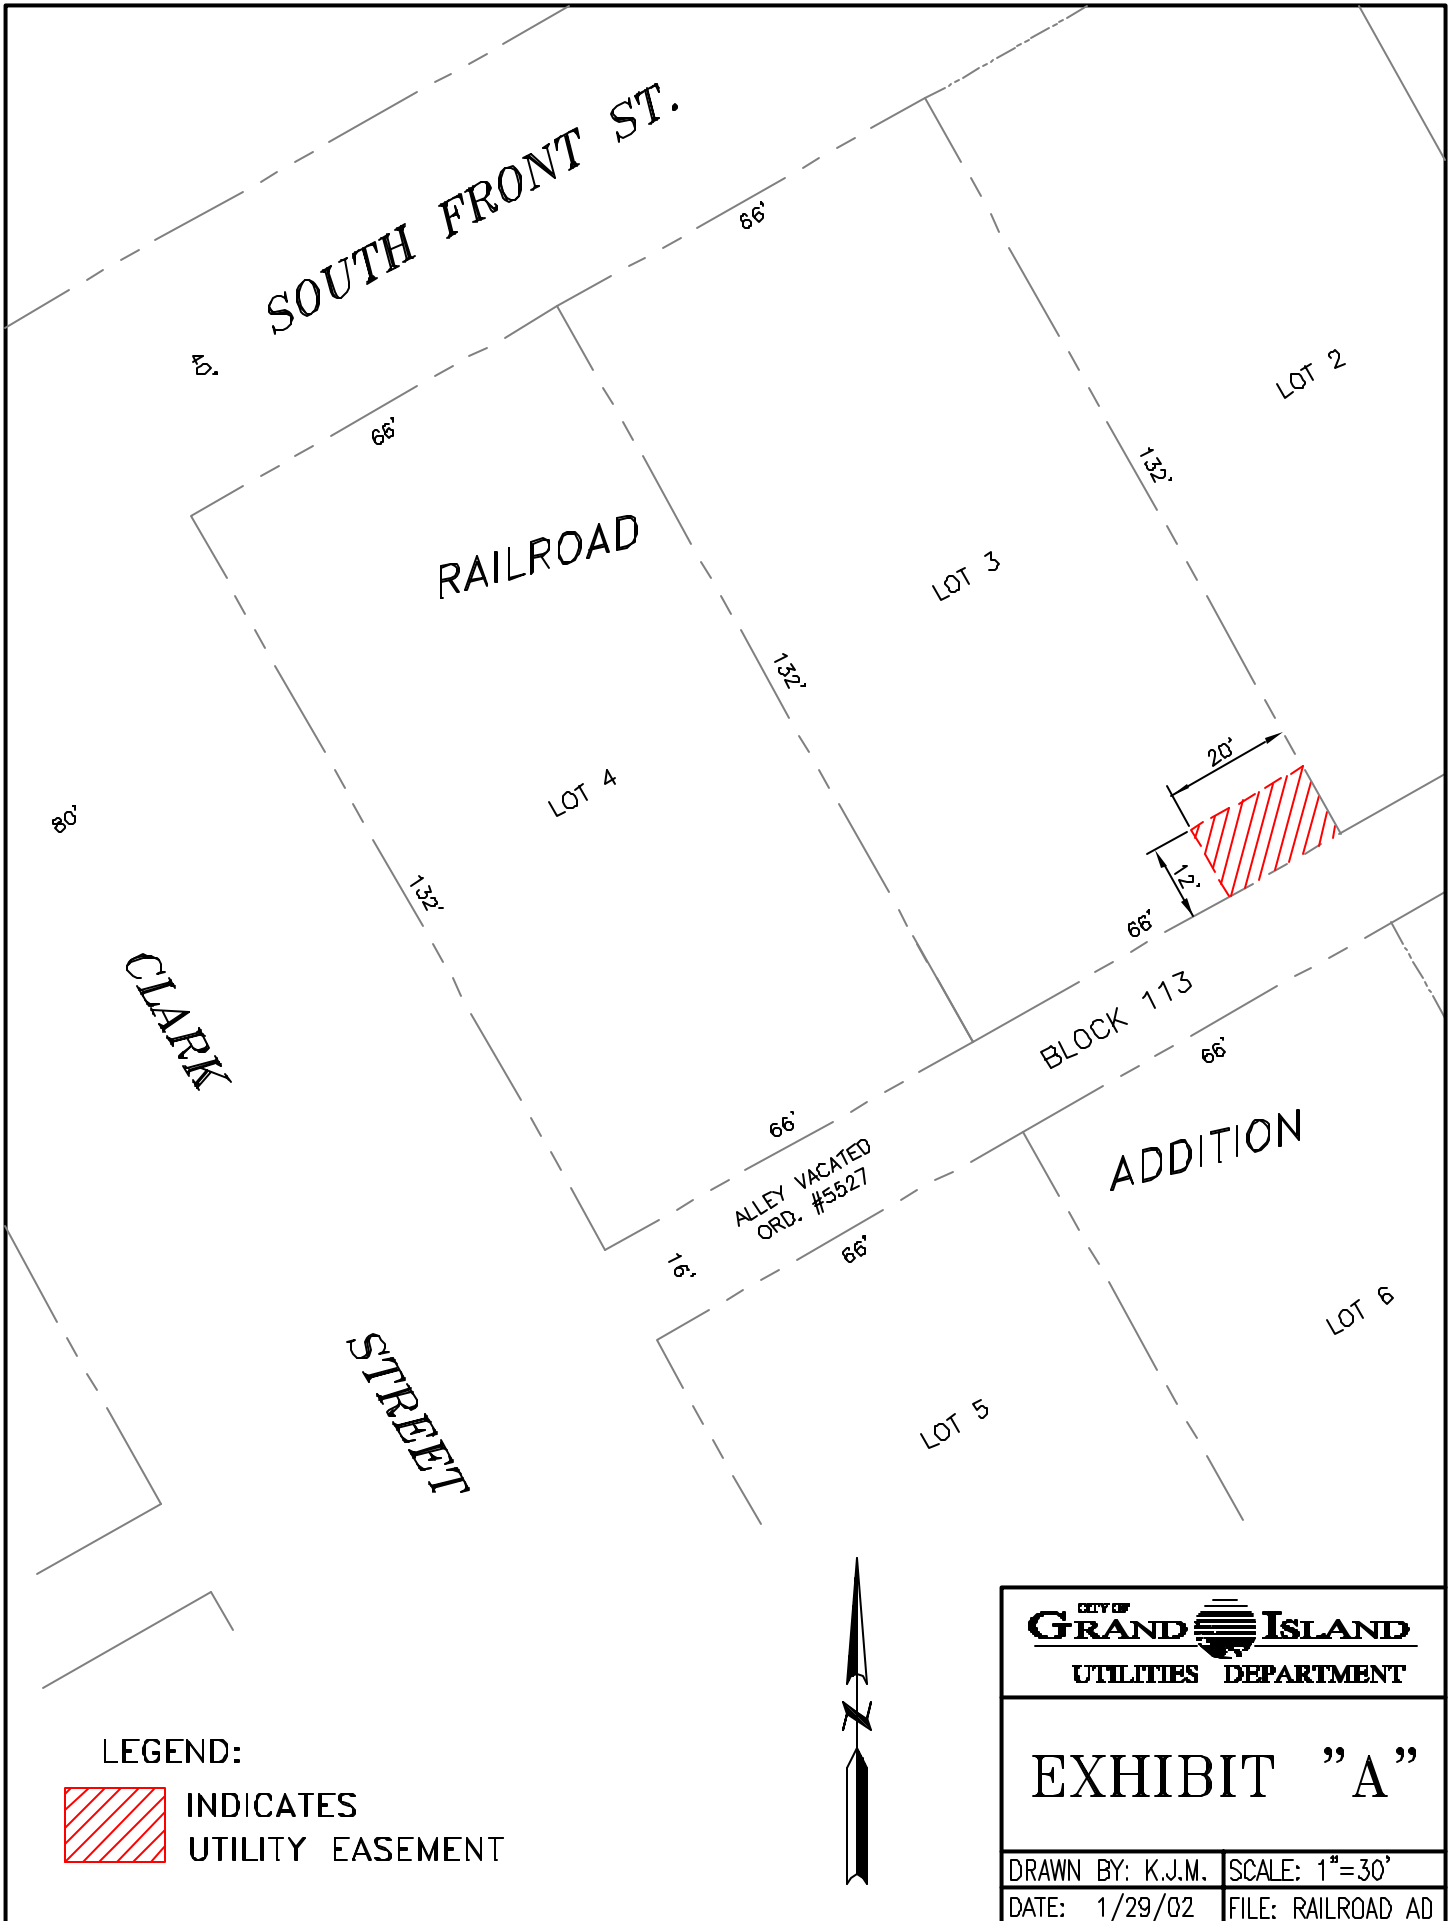 SOUTH FRONT ST.
40'
66'
66'
LOT 2
RAILROAD
132'
LOT 3
132'
LOT 4
20'
12'
80'
132'
66'
CLARK
STREET
BLOCK 113
66'
66'
ALLEY VACATED
ORD. #5527
ADDITION
66'
16'
LOT 6
LOT 5
N
CITY OF
GRAND ISLAND
UTILITIES DEPARTMENT
LEGEND:
INDICATES
UTILITY EASEMENT
EXHIBIT "A"
DRAWN BY: K.J.M.
SCALE: 1"=30'
DATE: 1/29/02
FILE: RAILROAD AD